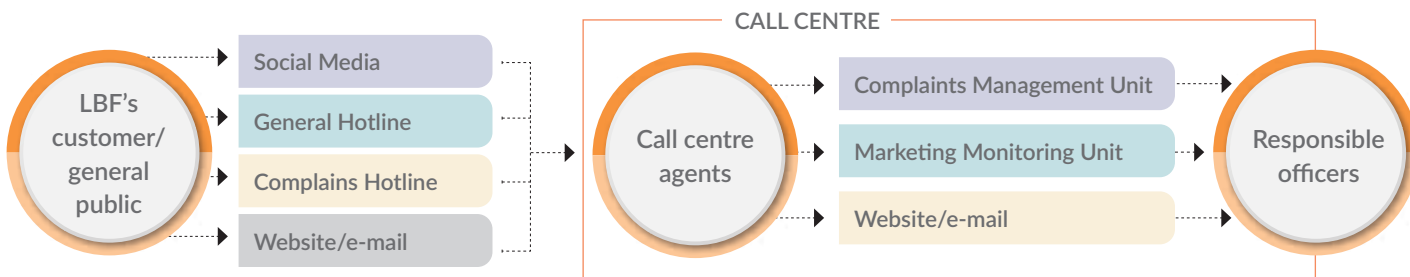 CALL CENTRE
LBF's
customer/
general
public
Social Media
General Hotline
Complains Hotline
Website/e-mail
Call centre
agents
Complaints Management Unit
Marketing Monitoring Unit
Website/e-mail
Responsible
officers